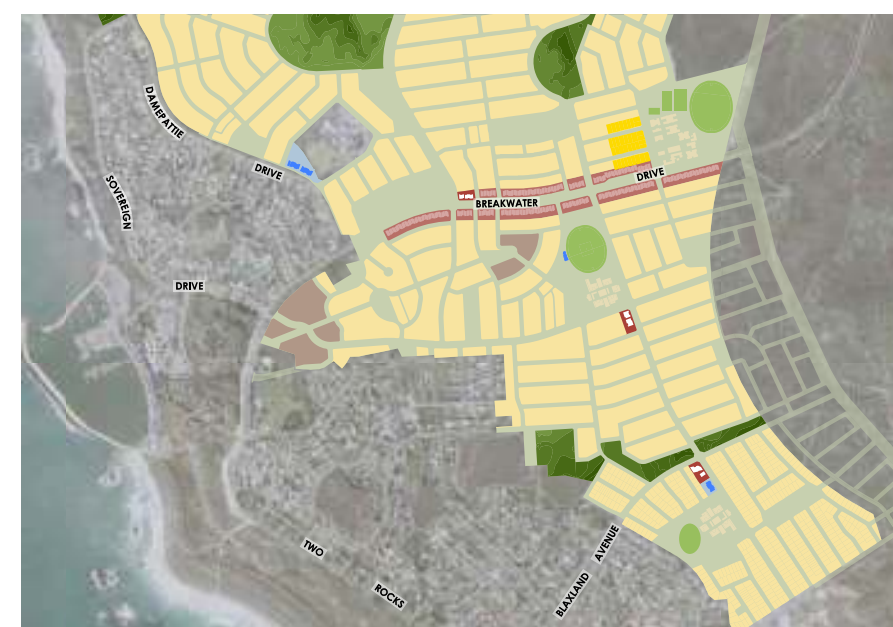 DAMEPATTIE
DRIVE
SOVEREIGN
DRIVE
DRIVE
BREAKWATER
TWO
ROCKS
BLAXLAND
AVENUE